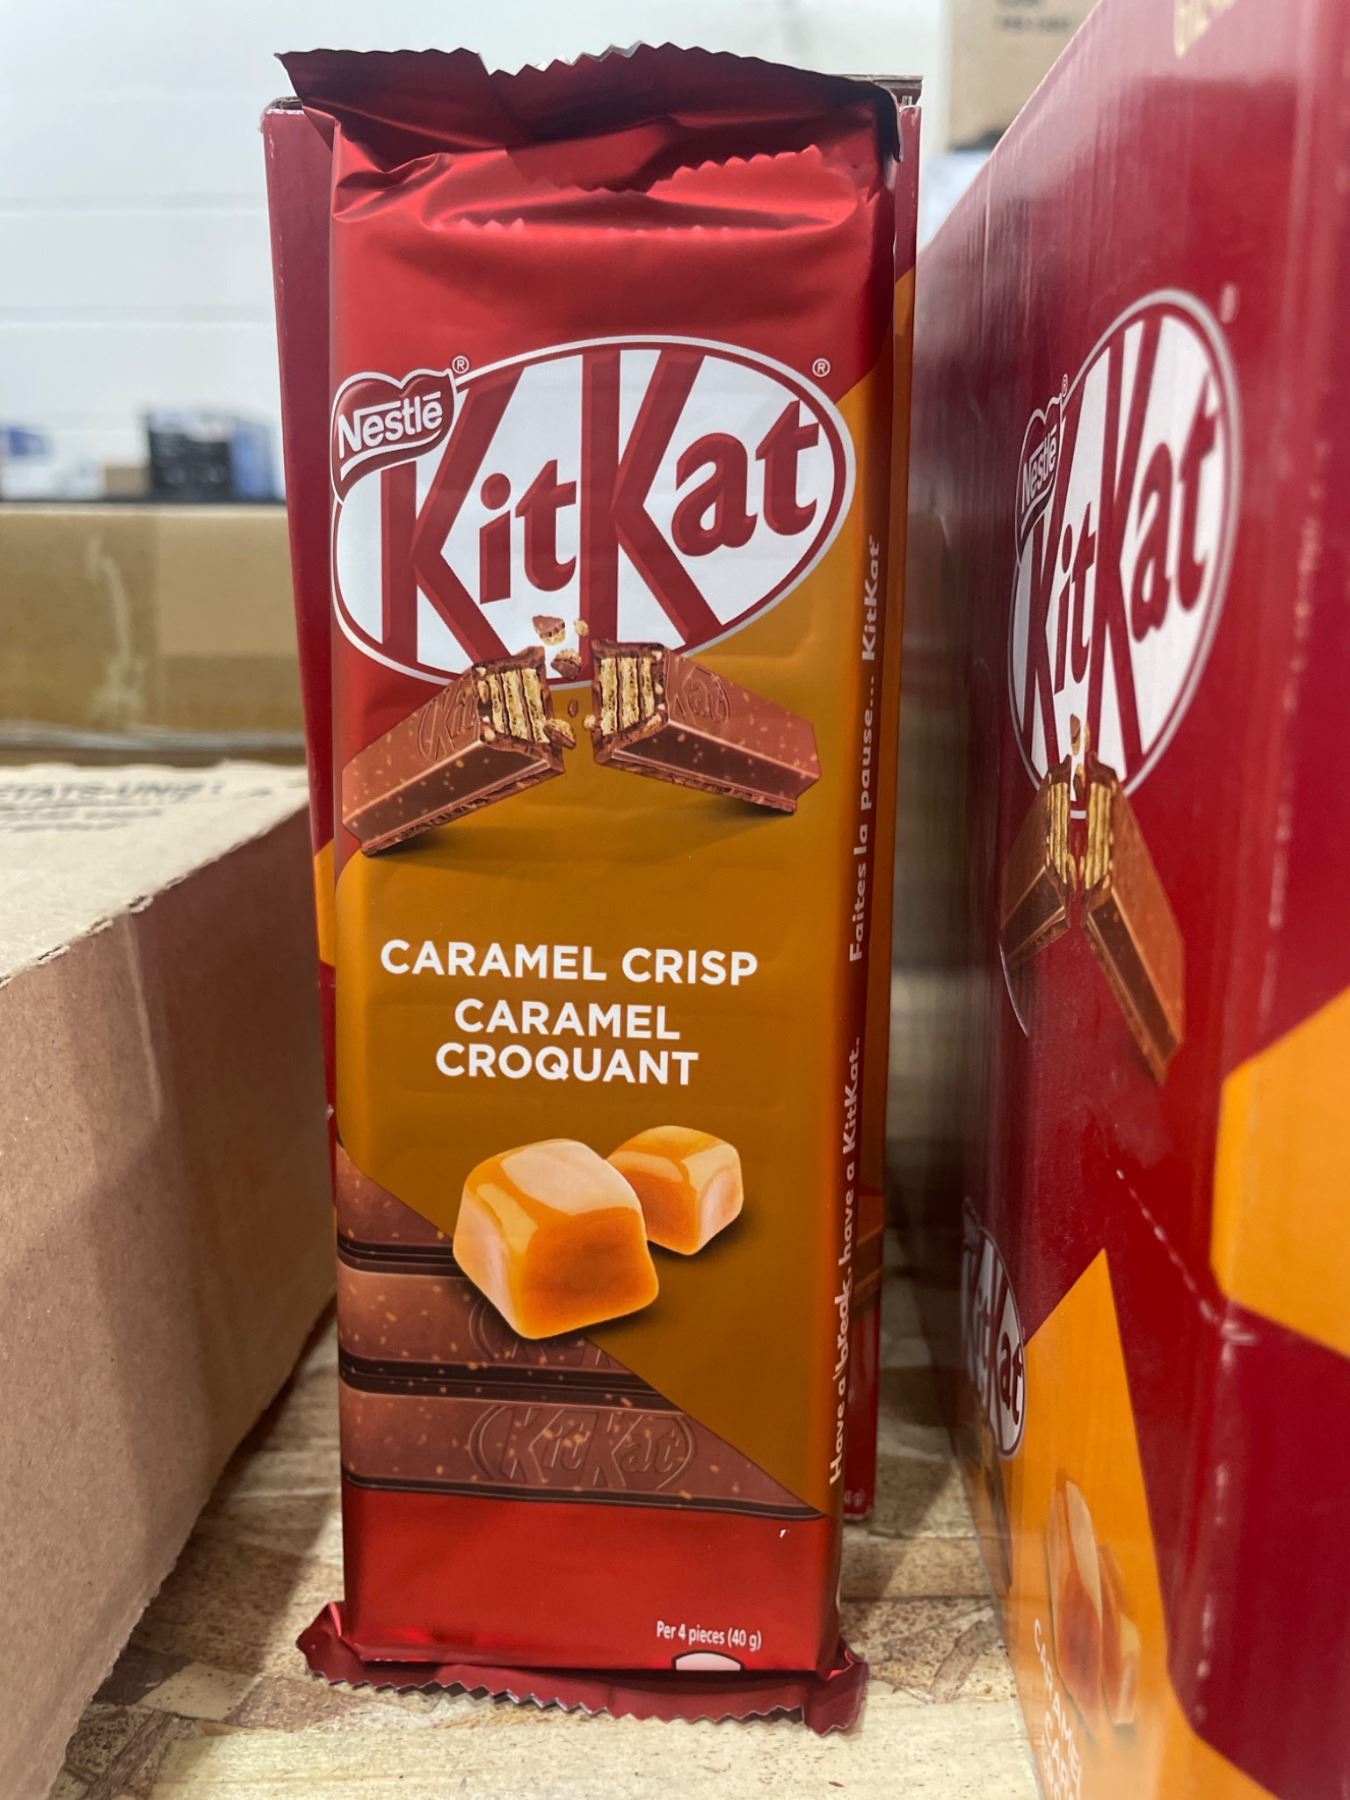 Nestlé
KitKat
CARAMEL CRISP
CARAMEL
CROQUANT
KitKat
Per 4 pieces (40 g)
Have a break, have a KitKat. Faites la pause... KitKat
Nestlé
KitKat